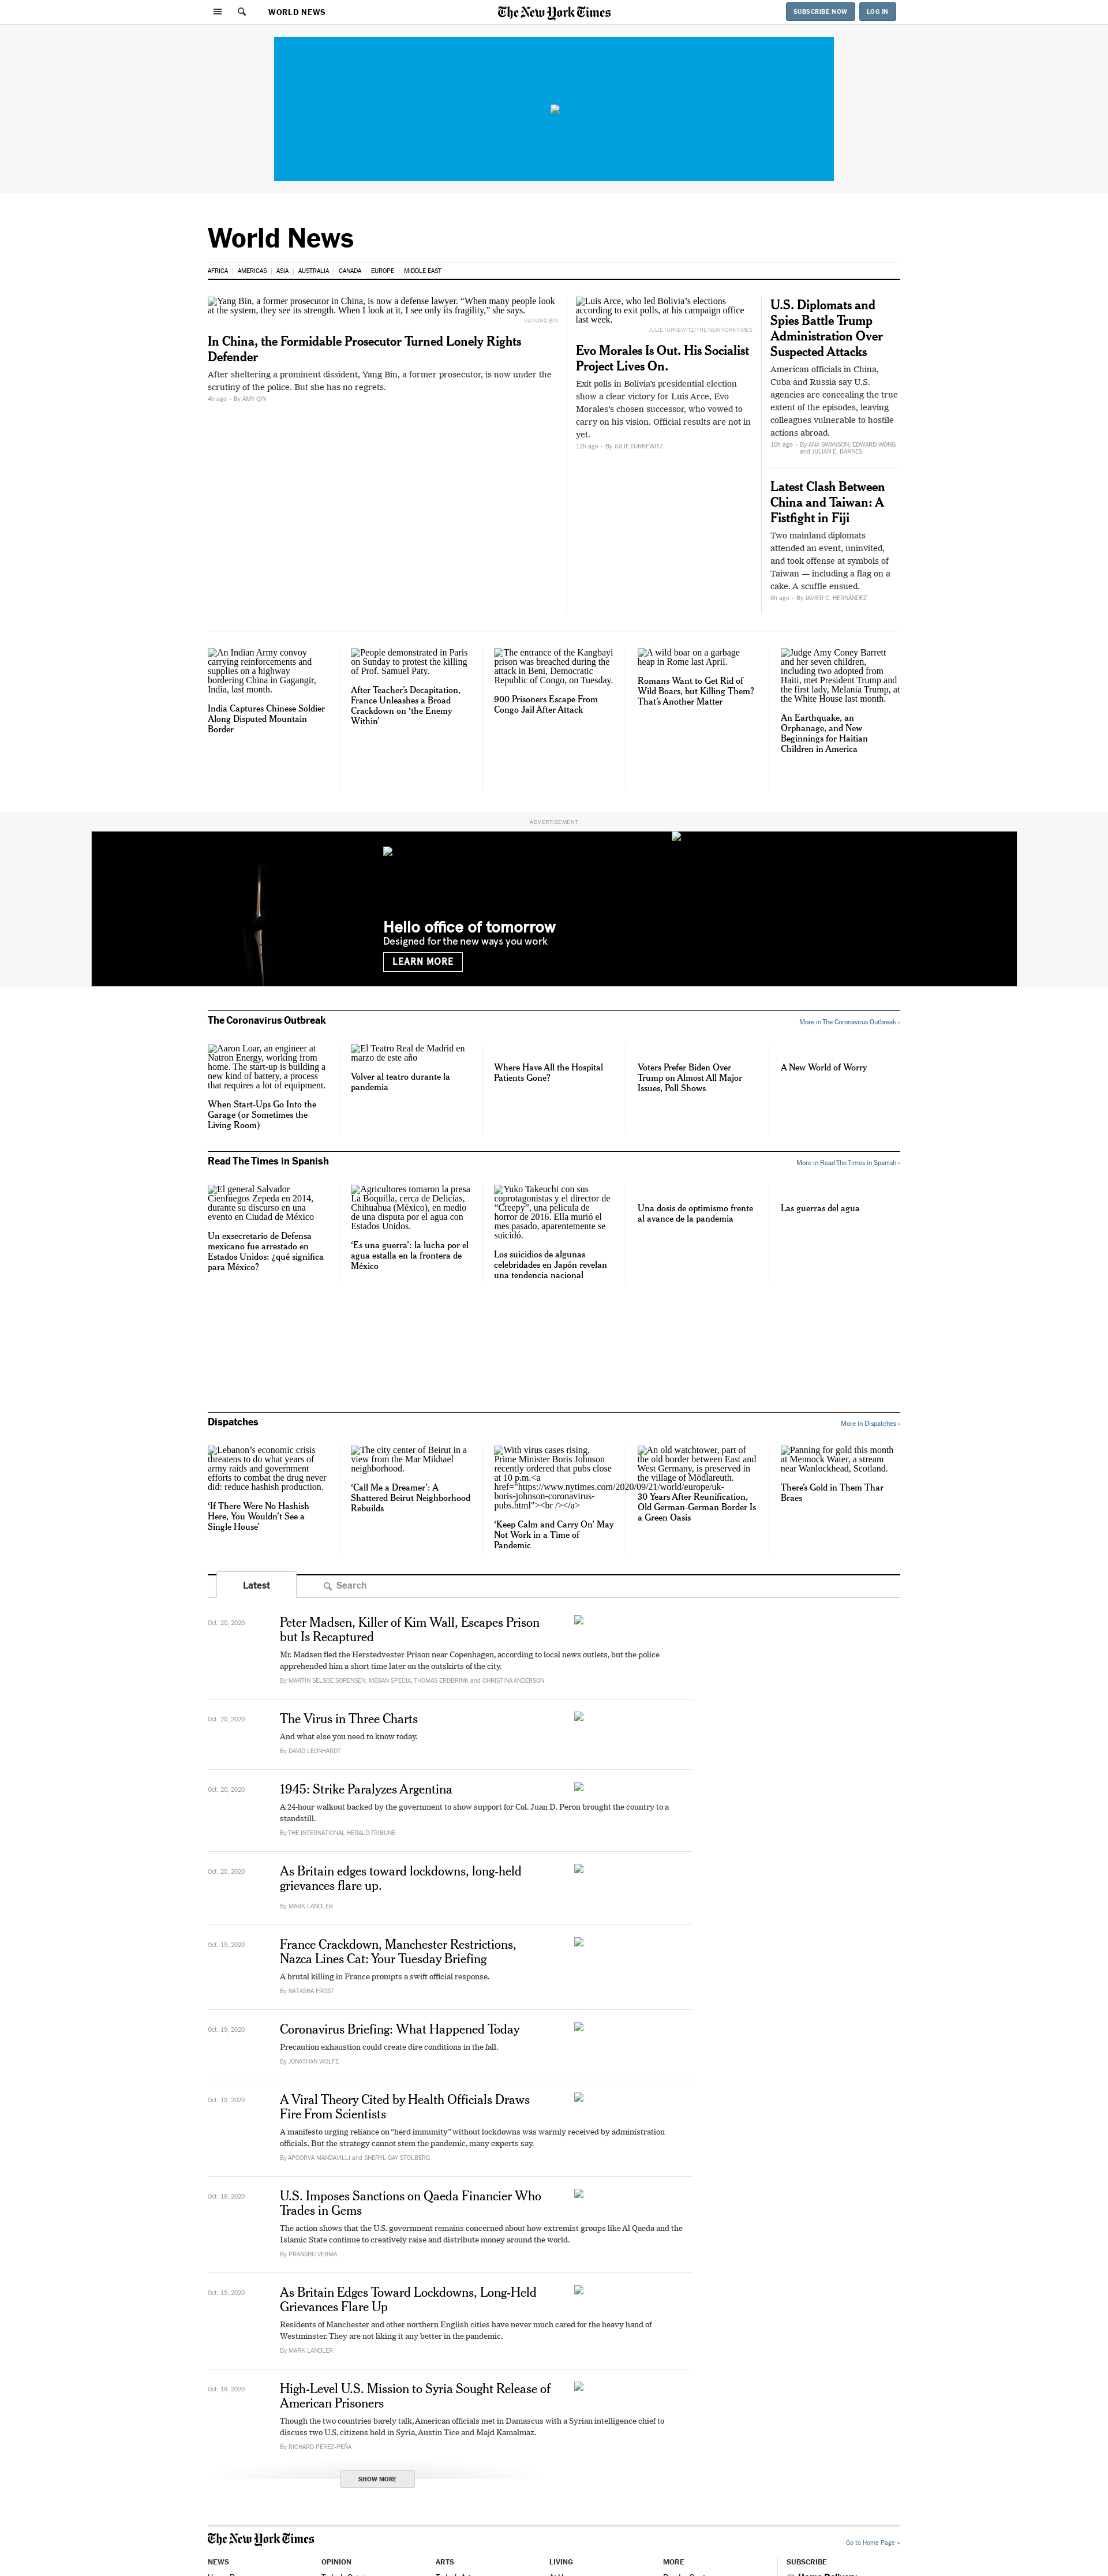 WORLD NEWS
The New York Times
SUBSCRIBE NOW
LOG IN
World News
AFRICA
AMERICAS
ASIA
AUSTRALIA
CANADA
EUROPE
MIDDLE EAST
Yang Bin, a former prosecutor in China, is now a defense lawyer. “When many people look
at the system, they see its strength. When I look at it, I see only its fragility,” she says.
VIA YANG BIN
In China, the Formidable Prosecutor Turned Lonely Rights
Defender
After sheltering a prominent dissident, Yang Bin, a former prosecutor, is now under the
scrutiny of the police. But she has no regrets.
4h ago - By AMY QIN
Luis Arce, who led Bolivia’s elections
according to exit polls, at his campaign office
last week.
JULIE TURKEWITZ/THE NEW YORK TIMES
Evo Morales Is Out. His Socialist
Project Lives On.
Exit polls in Bolivia’s presidential election
show a clear victory for Luis Arce, Evo
Morales’s chosen successor, who vowed to
carry on his vision. Official results are not in
yet.
12h ago - By JULIE TURKEWITZ
U.S. Diplomats and
Spies Battle Trump
Administration Over
Suspected Attacks
American officials in China,
Cuba and Russia say U.S.
agencies are concealing the true
extent of the episodes, leaving
colleagues vulnerable to hostile
actions abroad.
10h ago - By ANA SWANSON, EDWARD WONG
and JULIAN E. BARNES
Latest Clash Between
China and Taiwan: A
Fistfight in Fiji
Two mainland diplomats
attended an event, uninvited,
and took offense at symbols of
Taiwan — including a flag on a
cake. A scuffle ensued.
9h ago - By JAVIER C. HERNÁNDEZ
An Indian Army convoy
carrying reinforcements and
supplies on a highway
bordering China in Gagangir,
India, last month.
India Captures Chinese Soldier
Along Disputed Mountain
Border
People demonstrated in Paris
on Sunday to protest the killing
of Prof. Samuel Paty.
After Teacher’s Decapitation,
France Unleashes a Broad
Crackdown on ‘the Enemy
Within’
The entrance of the Kangbayi
prison was breached during the
attack in Beni, Democratic
Republic of Congo, on Tuesday.
900 Prisoners Escape From
Congo Jail After Attack
A wild boar on a garbage
heap in Rome last April.
Romans Want to Get Rid of
Wild Boars, but Killing Them?
That’s Another Matter
Judge Amy Coney Barrett
and her seven children,
including two adopted from
Haiti, met President Trump and
the first lady, Melania Trump, at
the White House last month.
An Earthquake, an
Orphanage, and New
Beginnings for Haitian
Children in America
ADVERTISEMENT
Hello office of tomorrow
Designed for the new ways you work
LEARN MORE
The Coronavirus Outbreak
More in The Coronavirus Outbreak ›
Aaron Loar, an engineer at
Natron Energy, working from
home. The start-up is building a
new kind of battery, a process
that requires a lot of equipment.
When Start-Ups Go Into the
Garage (or Sometimes the
Living Room)
El Teatro Real de Madrid en
marzo de este año
Volver al teatro durante la
pandemia
Where Have All the Hospital
Patients Gone?
Voters Prefer Biden Over
Trump on Almost All Major
Issues, Poll Shows
A New World of Worry
Read The Times in Spanish
More in Read The Times in Spanish ›
El general Salvador
Cienfuegos Zepeda en 2014,
durante su discurso en una
evento en Ciudad de México
Un exsecretario de Defensa
mexicano fue arrestado en
Estados Unidos: ¿qué significa
para México?
Agricultores tomaron la presa
La Boquilla, cerca de Delicias,
Chihuahua (México), en medio
de una disputa por el agua con
Estados Unidos.
‘Es una guerra’: la lucha por el
agua estalla en la frontera de
México
Yuko Takeuchi con sus
coprotagonistas y el director de
“Creepy”, una película de
horror de 2016. Ella murió el
mes pasado, aparentemente se
suicidó.
Los suicidios de algunas
celebridades en Japón revelan
una tendencia nacional
Una dosis de optimismo frente
al avance de la pandemia
Las guerras del agua
Dispatches
More in Dispatches ›
Lebanon’s economic crisis
threatens to do what years of
army raids and government
efforts to combat the drug never
did: reduce hashish production.
‘If There Were No Hashish
Here, You Wouldn’t See a
Single House’
The city center of Beirut in a
view from the Mar Mikhael
neighborhood.
‘Call Me a Dreamer’: A
Shattered Beirut Neighborhood
Rebuilds
With virus cases rising,
Prime Minister Boris Johnson
recently ordered that pubs close
at 10 p.m.<a
href="https://www.nytimes.com/2020/09/21/world/europe/uk-
boris-johnson-coronavirus-
pubs.html"><br /></a>
‘Keep Calm and Carry On’ May
Not Work in a Time of
Pandemic
An old watchtower, part of
the old border between East and
West Germany, is preserved in
the village of Mödlareuth.
30 Years After Reunification,
Old German-German Border Is
a Green Oasis
Panning for gold this month
at Mennock Water, a stream
near Wanlockhead, Scotland.
There’s Gold in Them Thar
Braes
Latest
Search
Oct. 20, 2020
Peter Madsen, Killer of Kim Wall, Escapes Prison
but Is Recaptured
Mr. Madsen fled the Herstedvester Prison near Copenhagen, according to local news outlets, but the police
apprehended him a short time later on the outskirts of the city.
By MARTIN SELSOE SORENSEN, MEGAN SPECIA, THOMAS ERDBRINK and CHRISTINA ANDERSON
Oct. 20, 2020
The Virus in Three Charts
And what else you need to know today.
By DAVID LEONHARDT
Oct. 20, 2020
1945: Strike Paralyzes Argentina
A 24-hour walkout backed by the government to show support for Col. Juan D. Peron brought the country to a
standstill.
By THE INTERNATIONAL HERALD TRIBUNE
Oct. 20, 2020
As Britain edges toward lockdowns, long-held
grievances flare up.
By MARK LANDLER
Oct. 19, 2020
France Crackdown, Manchester Restrictions,
Nazca Lines Cat: Your Tuesday Briefing
A brutal killing in France prompts a swift official response.
By NATASHA FROST
Oct. 19, 2020
Coronavirus Briefing: What Happened Today
Precaution exhaustion could create dire conditions in the fall.
By JONATHAN WOLFE
Oct. 19, 2020
A Viral Theory Cited by Health Officials Draws
Fire From Scientists
A manifesto urging reliance on “herd immunity” without lockdowns was warmly received by administration
officials. But the strategy cannot stem the pandemic, many experts say.
By APOORVA MANDAVILLI and SHERYL GAY STOLBERG
Oct. 19, 2020
U.S. Imposes Sanctions on Qaeda Financier Who
Trades in Gems
The action shows that the U.S. government remains concerned about how extremist groups like Al Qaeda and the
Islamic State continue to creatively raise and distribute money around the world.
By PRANSHU VERMA
Oct. 19, 2020
As Britain Edges Toward Lockdowns, Long-Held
Grievances Flare Up
Residents of Manchester and other northern English cities have never much cared for the heavy hand of
Westminster. They are not liking it any better in the pandemic.
By MARK LANDLER
Oct. 19, 2020
High-Level U.S. Mission to Syria Sought Release of
American Prisoners
Though the two countries barely talk, American officials met in Damascus with a Syrian intelligence chief to
discuss two U.S. citizens held in Syria, Austin Tice and Majd Kamalmaz.
By RICHARD PÉREZ-PEÑA
SHOW MORE
The New York Times
Go to Home Page »
NEWS
OPINION
ARTS
LIVING
MORE
SUBSCRIBE